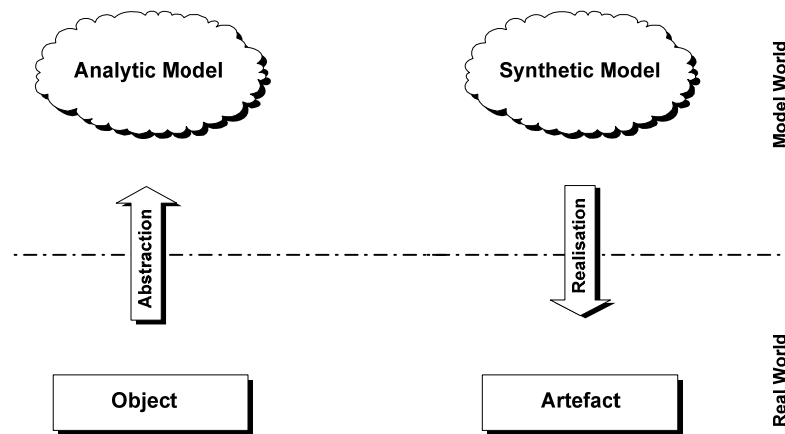 Analytic Model
Synthetic Model
Model World
Abstraction
Realisation
Object
Artefact
Real World